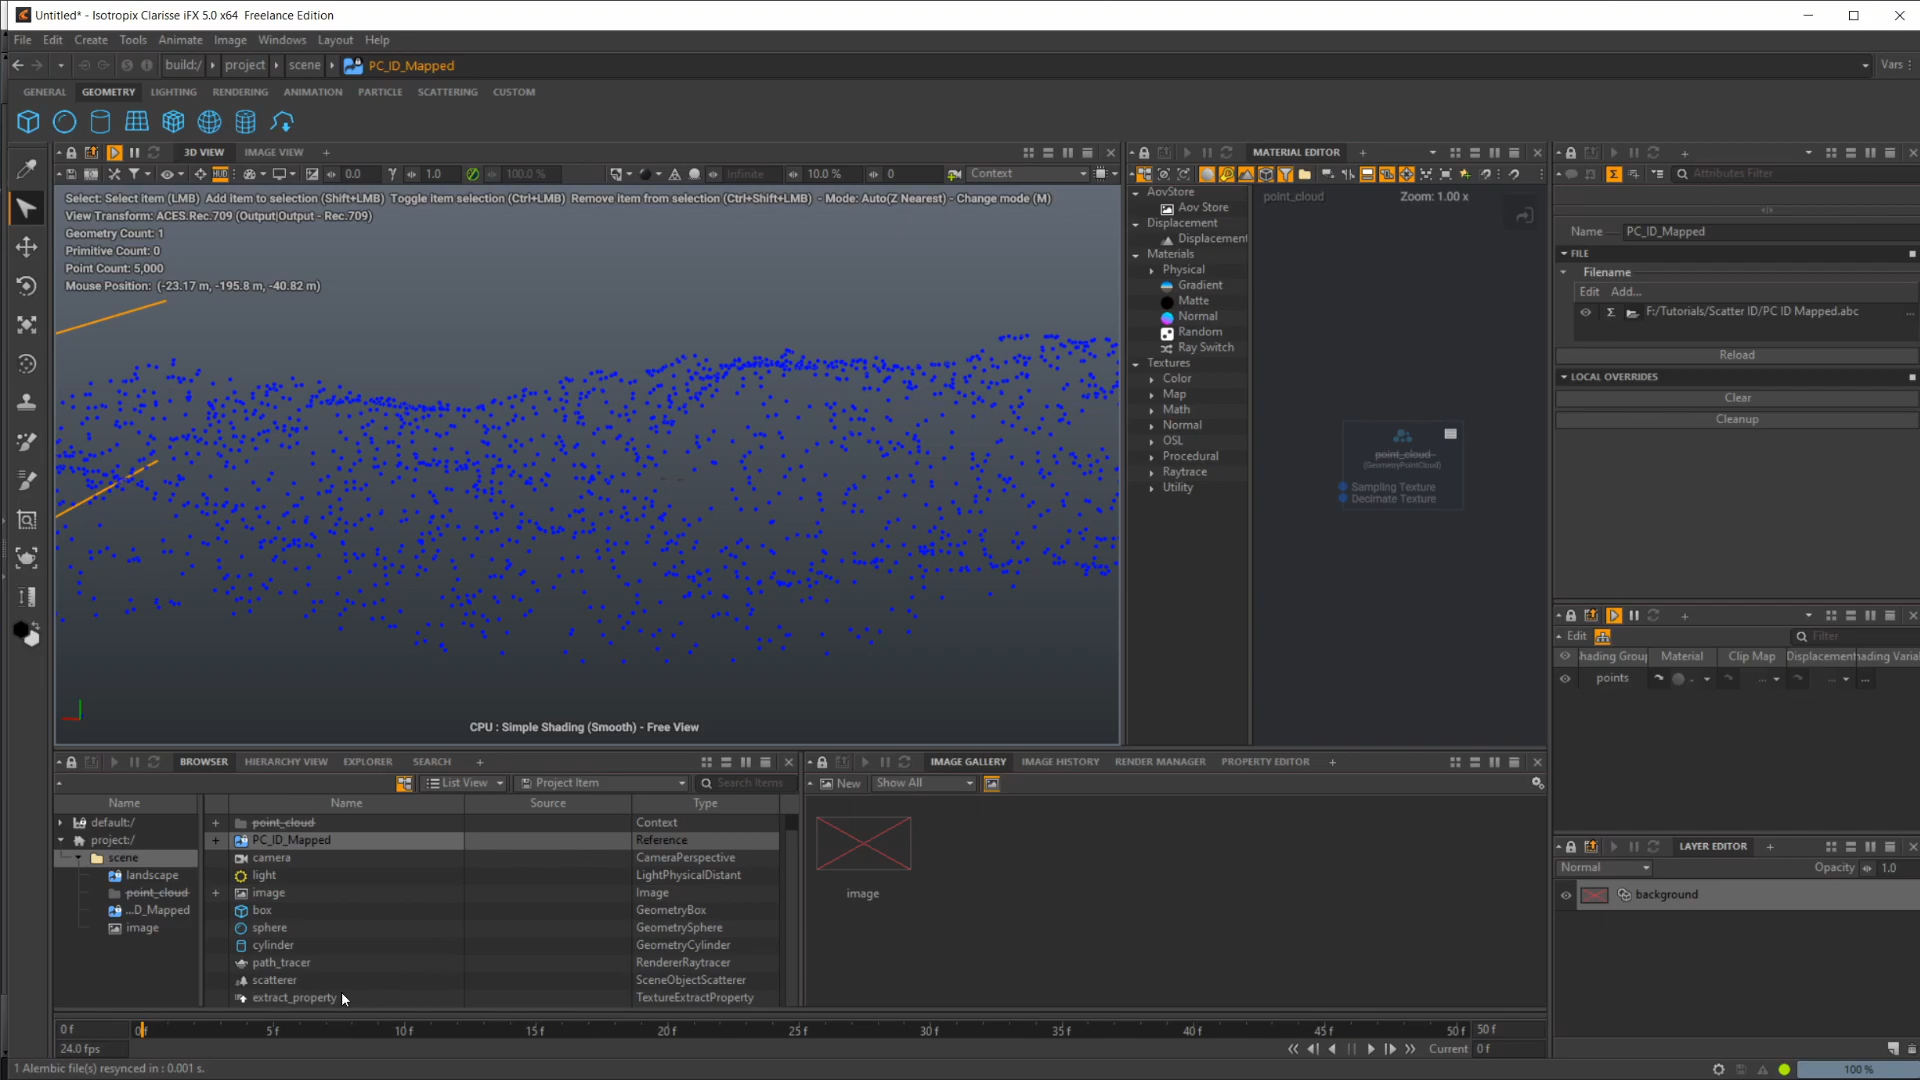 Untitled* - Isotropix Clarisse iFX 5.0 x64  Freelance Edition
File Edit Create Tools Animate Image Windows Layout Help
build:/ project scene PC_ID_Mapped Vars
GENERAL GEOMETRY LIGHTING RENDERING ANIMATION PARTICLE SCATTERING CUSTOM
3D VIEW IMAGE VIEW
HUD 0.0 γ 1.0 100.0 % Infinite 10.0 % 0 Context
Select: Select item (LMB)  Add item to selection (Shift+LMB)  Toggle item selection (Ctrl+LMB)  Remove item from selection (Ctrl+Shift+LMB)  - Mode: Auto(Z Nearest) - Change mode (M)
View Transform: ACES.Rec.709 (Output|Output - Rec.709)
Geometry Count: 1
Primitive Count: 0
Point Count: 5,000
Mouse Position:  (-23.17 m, -195.8 m, -40.82 m)
CPU : Simple Shading (Smooth) - Free View
MATERIAL EDITOR
AovStore
Aov Store
Displacement
Displacement
Materials
Physical
Gradient
Matte
Normal
Random
Ray Switch
Textures
Color
Map
Math
Normal
OSL
Procedural
Raytrace
Utility
point_cloud
Zoom: 1.00 x
point_cloud
(GeometryPointCloud)
Sampling Texture
Decimate Texture
Attributes Filter
Name PC_ID_Mapped
FILE
Filename
Edit Add...
F:/Tutorials/Scatter ID/PC ID Mapped.abc ...
Reload
LOCAL OVERRIDES
Clear
Cleanup
Edit Filter
hading Group Material Clip Map Displacement hading Varial
points - ... ... ...
BROWSER HIERARCHY VIEW EXPLORER SEARCH
List View Project Item Search Items
Name
default:/
project:/
scene
landscape
point_cloud
...D_Mapped
image
Name Source Type
point_cloud Context
PC_ID_Mapped Reference
camera CameraPerspective
light LightPhysicalDistant
image Image
box GeometryBox
sphere GeometrySphere
cylinder GeometryCylinder
path_tracer RendererRaytracer
scatterer SceneObjectScatterer
extract_property TextureExtractProperty
IMAGE GALLERY IMAGE HISTORY RENDER MANAGER PROPERTY EDITOR
New Show All
image
LAYER EDITOR
Normal Opacity 1.0
background
0 f 0f 5 f 10 f 15 f 20 f 25 f 30 f 35 f 40 f 45 f 50 f 50 f
24.0 fps Current 0 f
1 Alembic file(s) resynced in : 0.001 s. 100 %